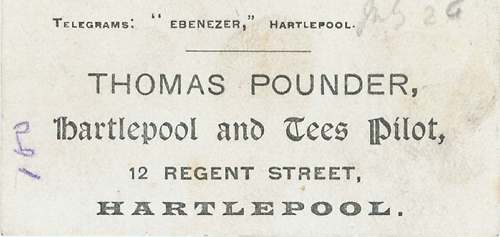 TELEGRAMS: "EBENEZER," HARTLEPOOL.
THOMAS POUNDER,
Hartlepool and Tees Pilot,
12 REGENT STREET,
HARTLEPOOL.